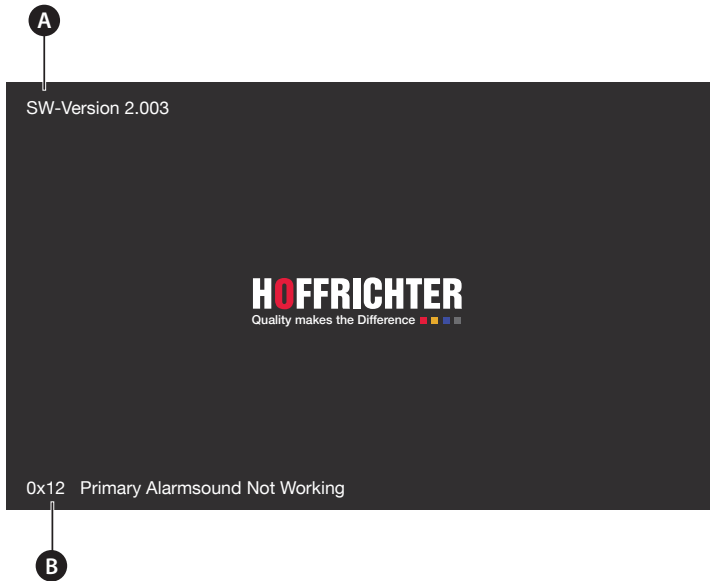 A
SW-Version 2.003
HOFFRICHTER
Quality makes the Difference
0x12 Primary Alarmsound Not Working
B